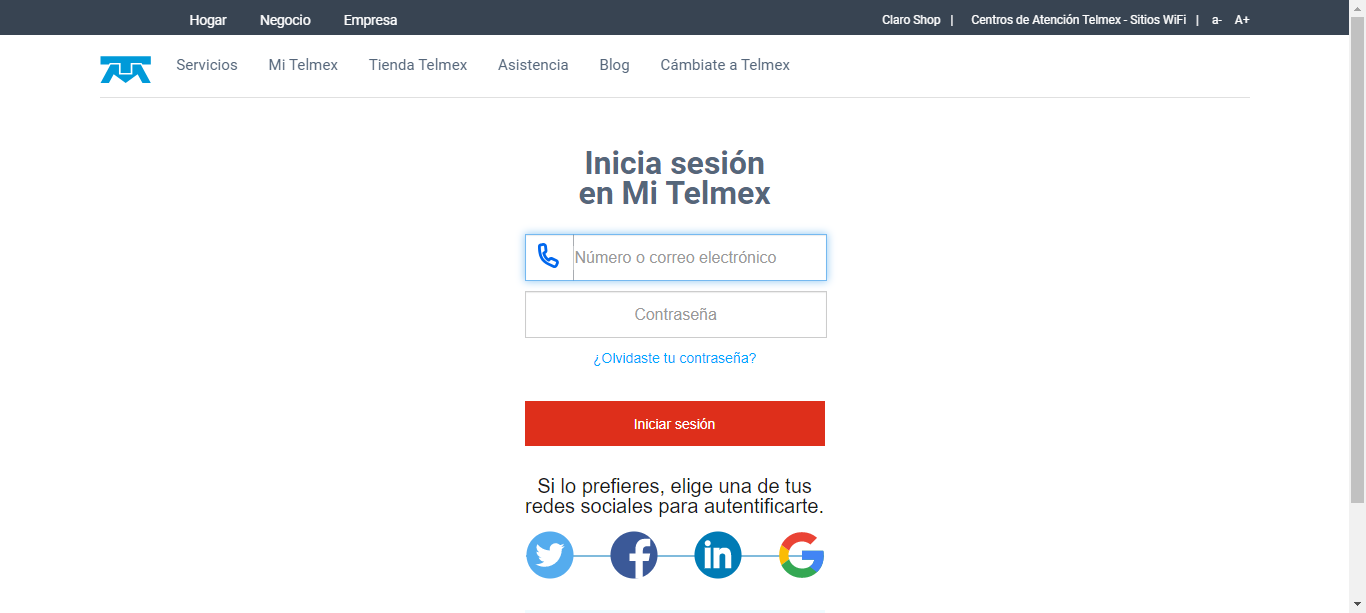 Hogar Negocio Empresa Claro Shop | Centros de Atención Telmex - Sitios WiFi | a- A+
Servicios Mi Telmex Tienda Telmex Asistencia Blog Cámbiate a Telmex
Inicia sesión
en Mi Telmex
Número o correo electrónico
Contraseña
¿Olvidaste tu contraseña?
Iniciar sesión
Si lo prefieres, elige una de tus
redes sociales para autentificarte.